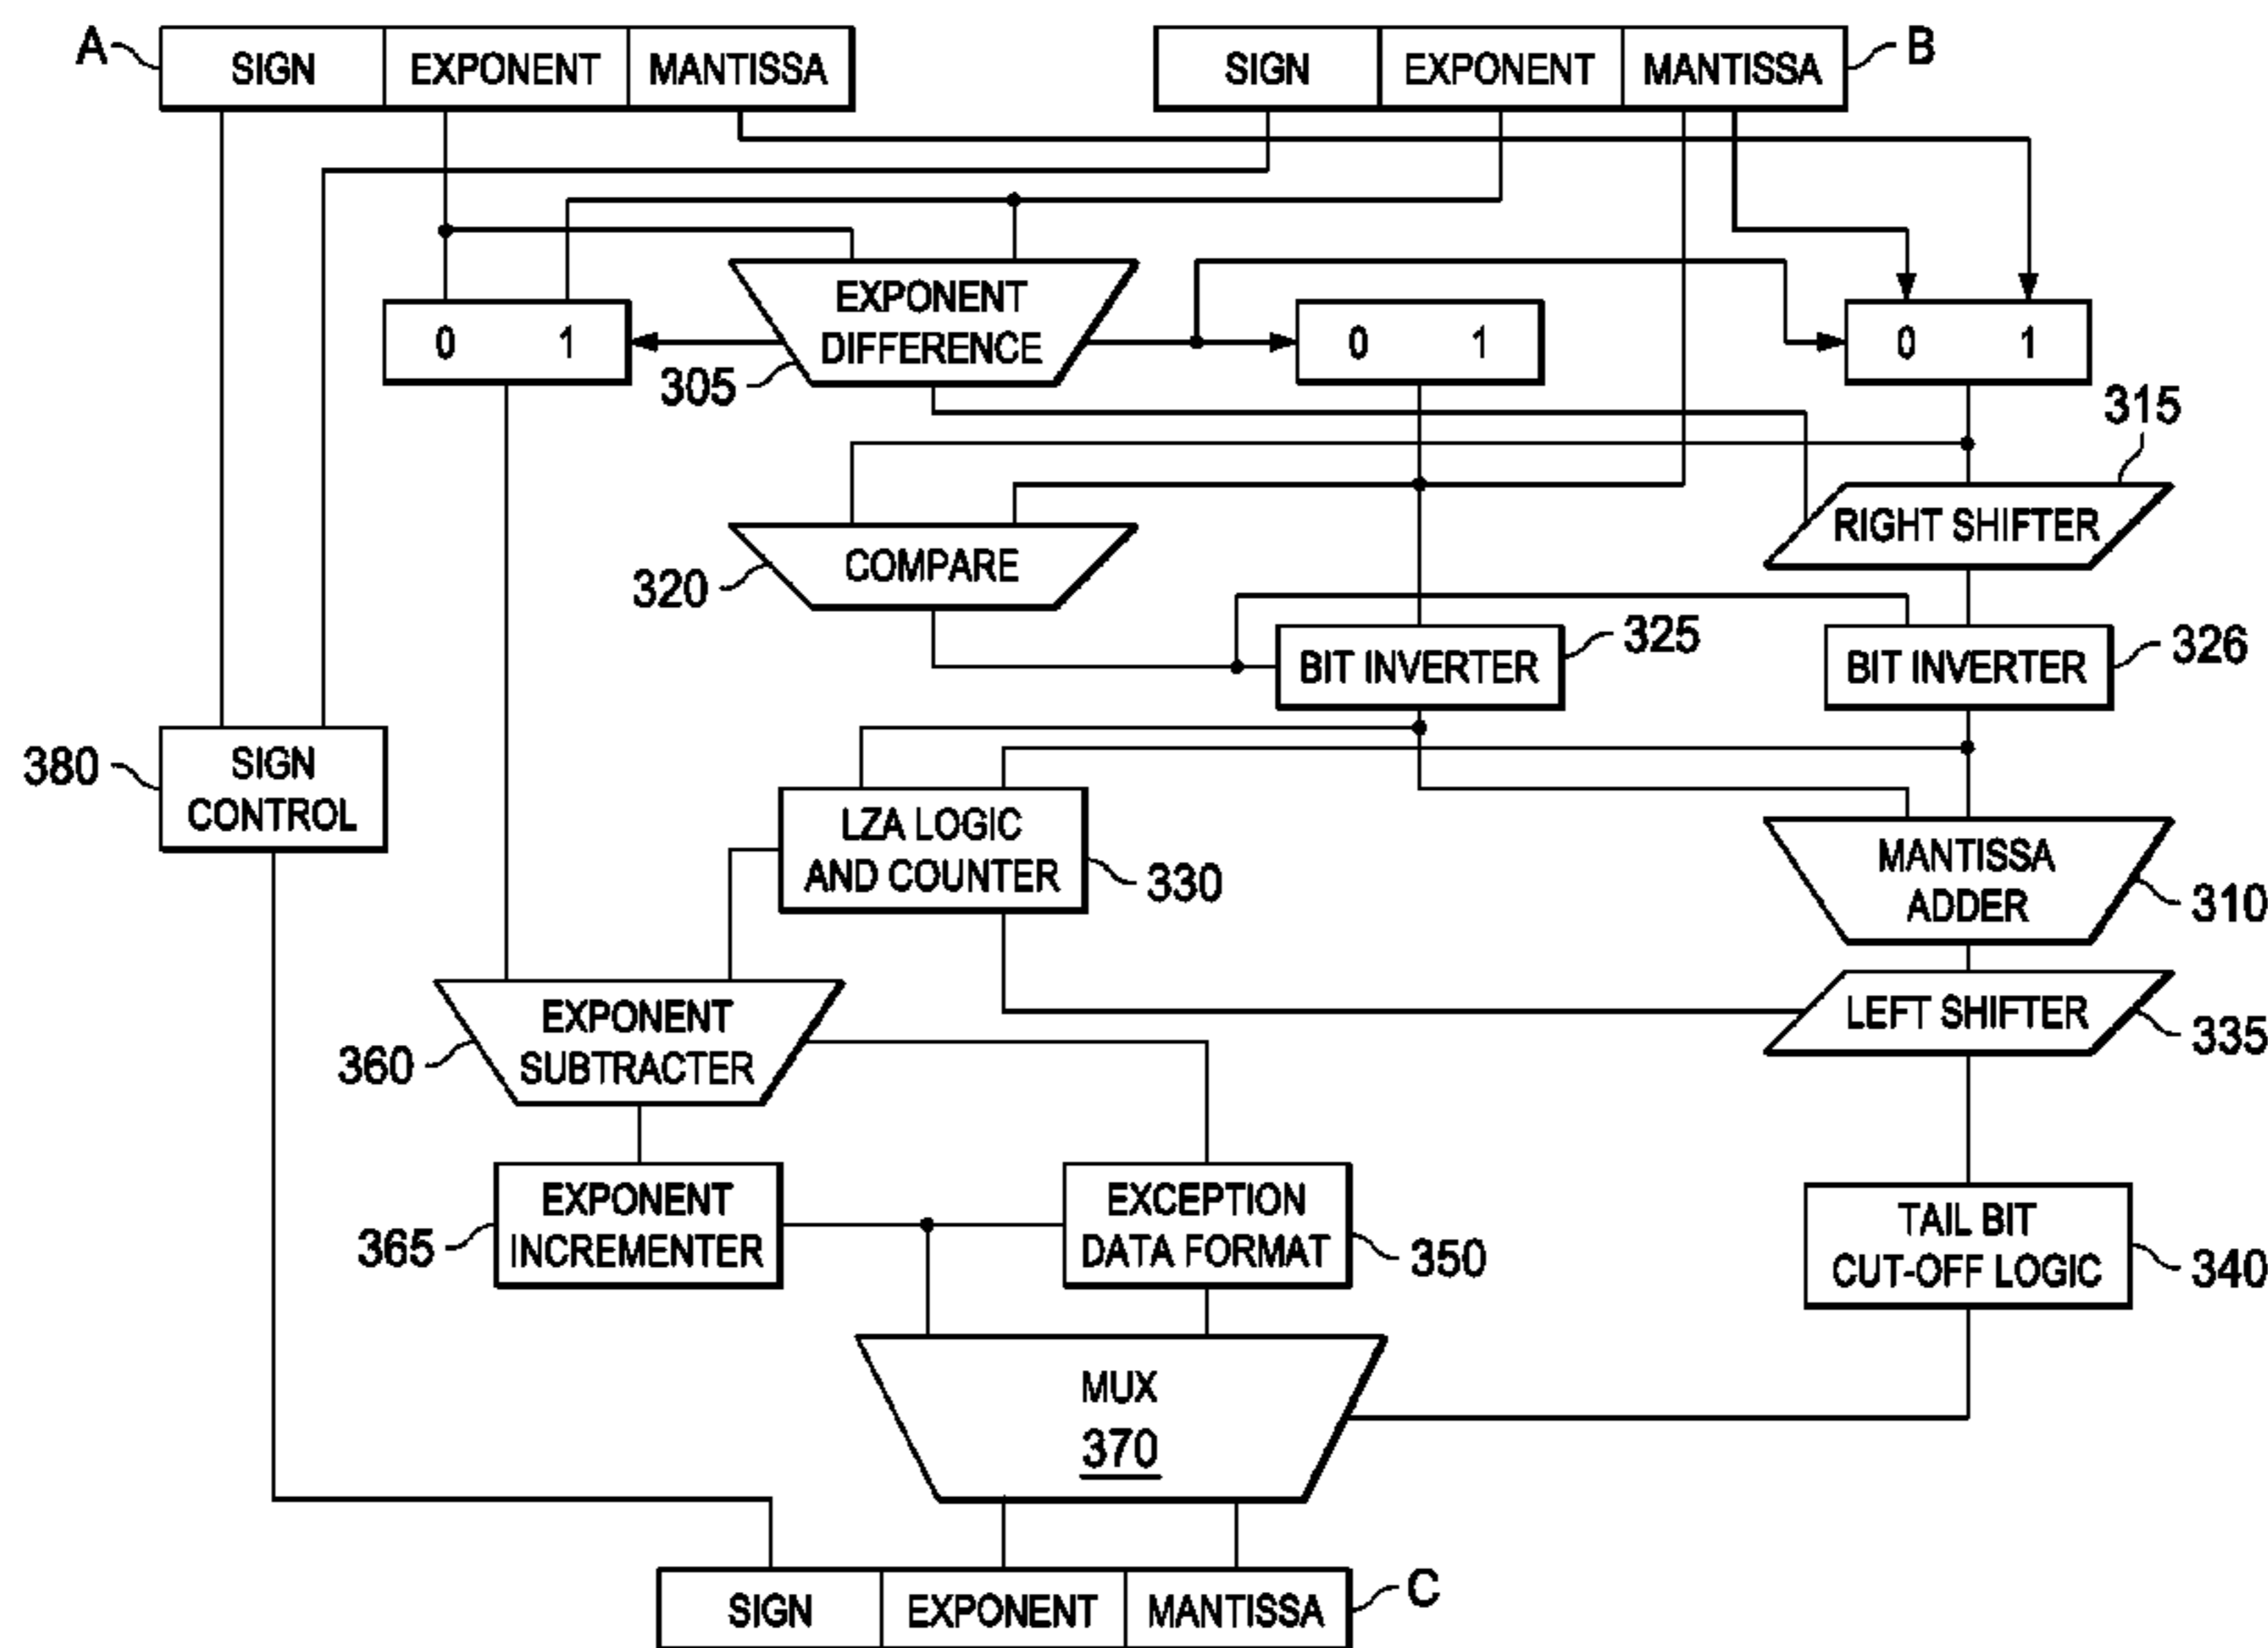 A
SIGN EXPONENT MANTISSA
SIGN EXPONENT MANTISSA
B
EXPONENT
DIFFERENCE
305
0 1
0 1
0 1
315
RIGHT SHIFTER
COMPARE
320
BIT INVERTER
325
BIT INVERTER
326
380
SIGN
CONTROL
LZA LOGIC
AND COUNTER
330
MANTISSA
ADDER
310
LEFT SHIFTER
335
EXPONENT
SUBTRACTER
360
EXPONENT
INCREMENTER
365
EXCEPTION
DATA FORMAT
350
TAIL BIT
CUT-OFF LOGIC
340
MUX
370
SIGN EXPONENT MANTISSA
C